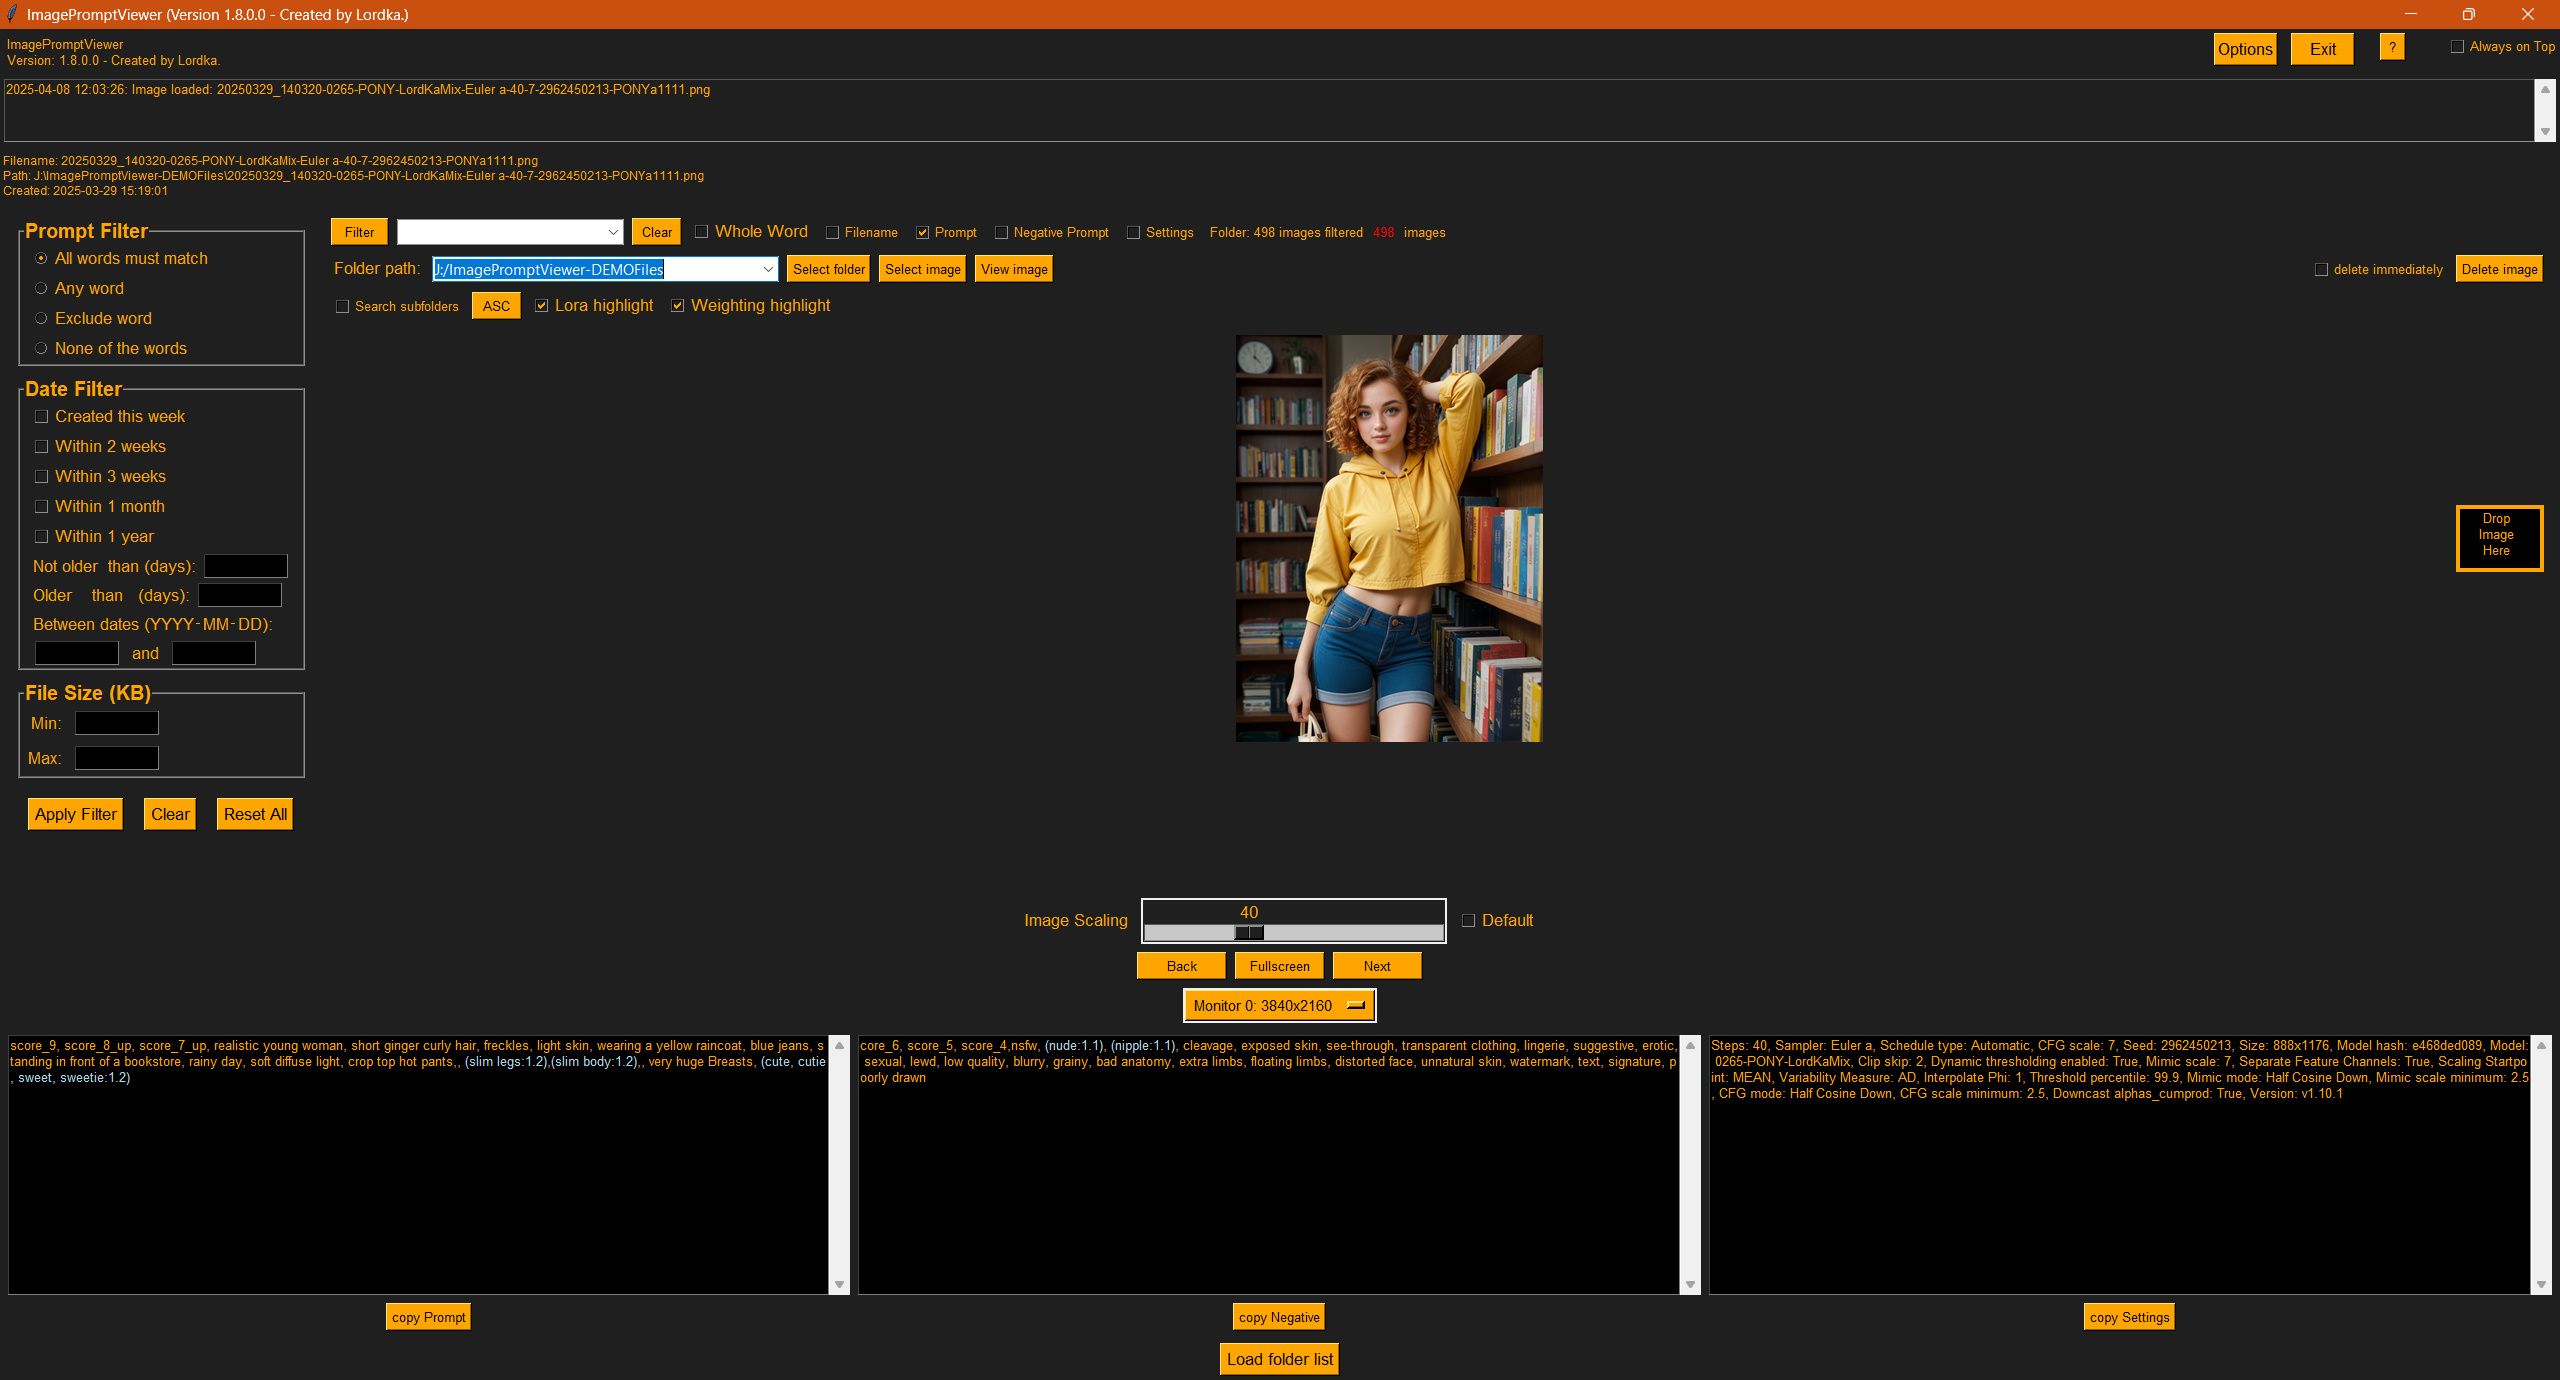 ImagePromptViewer (Version 1.8.0.0 - Created by Lordka.)
ImagePromptViewer
Version: 1.8.0.0 - Created by Lordka.
Options
Exit
?
Always on Top
2025-04-08 12:03:26: Image loaded: 20250329_140320-0265-PONY-LordKaMix-Euler a-40-7-2962450213-PONYa1111.png
Filename: 20250329_140320-0265-PONY-LordKaMix-Euler a-40-7-2962450213-PONYa1111.png
Path: J:\ImagePromptViewer-DEMOFiles\20250329_140320-0265-PONY-LordKaMix-Euler a-40-7-2962450213-PONYa1111.png
Created: 2025-03-29 15:19:01
Prompt Filter
All words must match
Any word
Exclude word
None of the words
Date Filter
Created this week
Within 2 weeks
Within 3 weeks
Within 1 month
Within 1 year
Not older than (days):
Older than (days):
Between dates (YYYY-MM-DD):
and
File Size (KB)
Min:
Max:
Apply Filter
Clear
Reset All
Filter
Clear
Whole Word
Filename
Prompt
Negative Prompt
Settings
Folder: 498 images filtered 498 images
Folder path:
J:/ImagePromptViewer-DEMOFiles
Select folder
Select image
View image
delete immediately
Delete image
Search subfolders
ASC
Lora highlight
Weighting highlight
Drop
Image
Here
Image Scaling
40
Default
Back
Fullscreen
Next
Monitor 0: 3840x2160
score_9, score_8_up, score_7_up, realistic young woman, short ginger curly hair, freckles, light skin, wearing a yellow raincoat, blue jeans, s
tanding in front of a bookstore, rainy day, soft diffuse light, crop top hot pants,, (slim legs:1.2),(slim body:1.2),, very huge Breasts, (cute, cutie
, sweet, sweetie:1.2)
core_6, score_5, score_4,nsfw, (nude:1.1), (nipple:1.1), cleavage, exposed skin, see-through, transparent clothing, lingerie, suggestive, erotic,
sexual, lewd, low quality, blurry, grainy, bad anatomy, extra limbs, floating limbs, distorted face, unnatural skin, watermark, text, signature, p
oorly drawn
Steps: 40, Sampler: Euler a, Schedule type: Automatic, CFG scale: 7, Seed: 2962450213, Size: 888x1176, Model hash: e468ded089, Model:
0265-PONY-LordKaMix, Clip skip: 2, Dynamic thresholding enabled: True, Mimic scale: 7, Separate Feature Channels: True, Scaling Startpo
int: MEAN, Variability Measure: AD, Interpolate Phi: 1, Threshold percentile: 99.9, Mimic mode: Half Cosine Down, Mimic scale minimum: 2.5
, CFG mode: Half Cosine Down, CFG scale minimum: 2.5, Downcast alphas_cumprod: True, Version: v1.10.1
copy Prompt
copy Negative
copy Settings
Load folder list